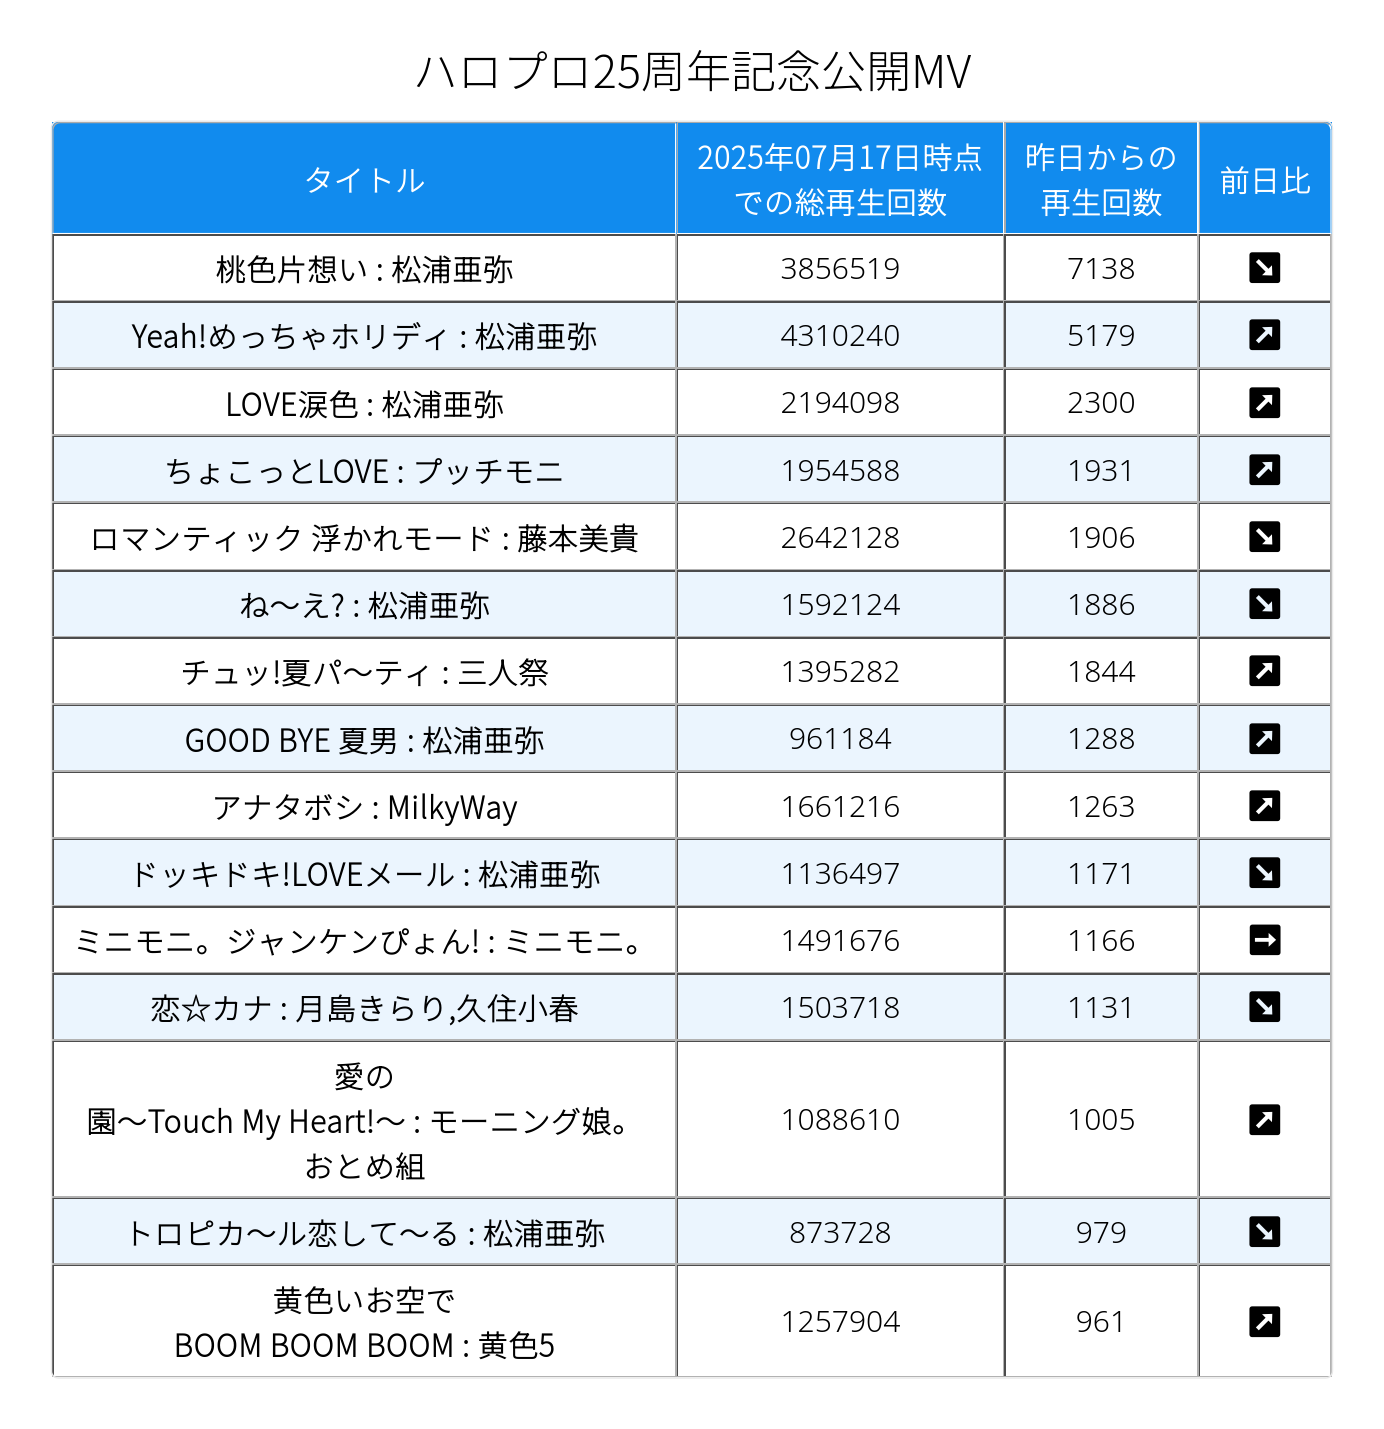 ハロプロ25周年記念公開MV
タイトル
2025年07月17日時点
での総再生回数
昨日からの
再生回数
前日比
桃色片想い : 松浦亜弥 3856519 7138 ↘
Yeah!めっちゃホリディ : 松浦亜弥 4310240 5179 ↗
LOVE涙色 : 松浦亜弥 2194098 2300 ↗
ちょこっとLOVE : プッチモニ 1954588 1931 ↗
ロマンティック 浮かれモード : 藤本美貴 2642128 1906 ↘
ね〜え? : 松浦亜弥 1592124 1886 ↘
チュッ!夏パ〜ティ : 三人祭 1395282 1844 ↗
GOOD BYE 夏男 : 松浦亜弥 961184 1288 ↗
アナタボシ : MilkyWay 1661216 1263 ↗
ドッキドキ!LOVEメール : 松浦亜弥 1136497 1171 ↘
ミニモニ。ジャンケンぴょん! : ミニモニ。 1491676 1166 →
恋☆カナ : 月島きらり,久住小春 1503718 1131 ↘
愛の
園〜Touch My Heart!〜 : モーニング娘。
おとめ組
1088610 1005 ↗
トロピカ〜ル恋して〜る : 松浦亜弥 873728 979 ↘
黄色いお空で
BOOM BOOM BOOM : 黄色5
1257904 961 ↗